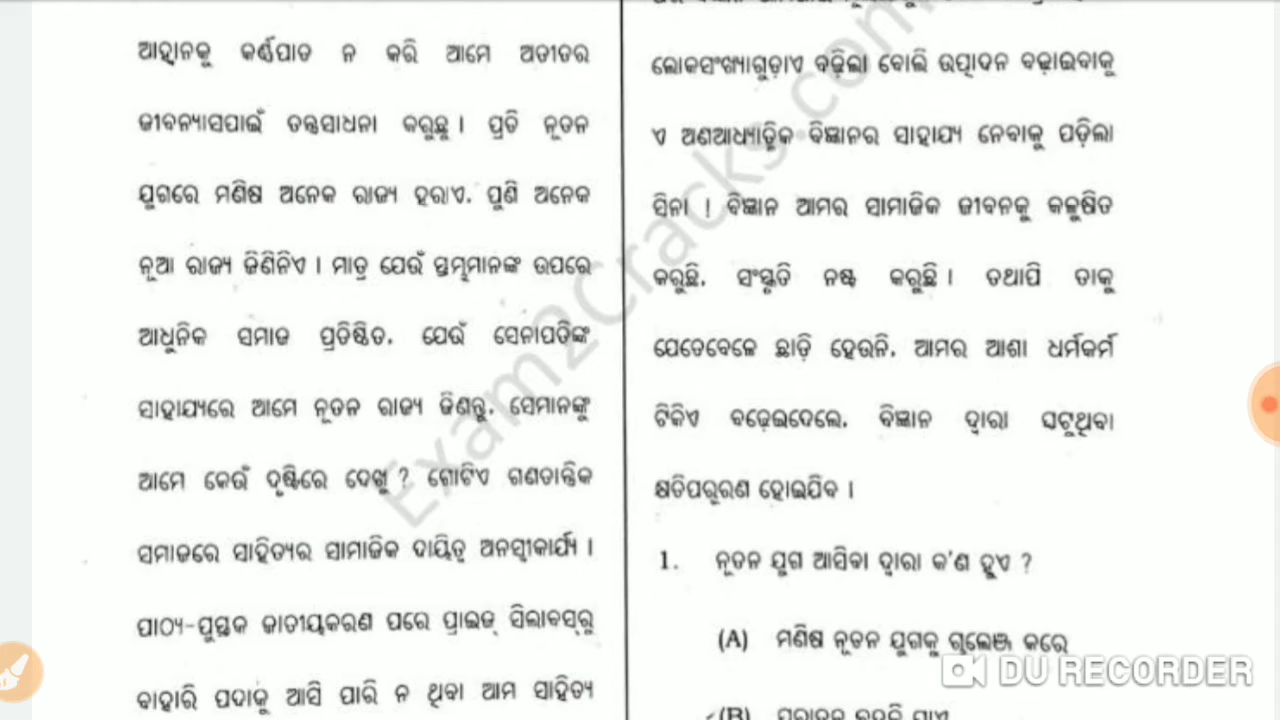 ଆହ୍ୱାନକୁ କର୍ଣ୍ଣପାତ ନ କରି ଆମେ ଅତୀତର
ଜୀବନ୍ୟାସପାଇଁ ତନ୍ତ୍ରସାଧନା କରୁଛୁ । ପ୍ରତି ନୂତନ
ଯୁଗରେ ମଣିଷ ଅନେକ ରାଜ୍ୟ ହରାଏ, ପୁଣି ଅନେକ
ନୂଆ ରାଜ୍ୟ ଜିଣିନିଏ । ମାତ୍ର ଯେଉଁ ସ୍ତମ୍ଭମାନଙ୍କ ଉପରେ
ଆଧୁନିକ ସମାଜ ପ୍ରତିଷ୍ଠିତ, ଯେଉଁ ସେନାପତିଙ୍କ
ସାହାଯ୍ୟରେ ଆମେ ନୂତନ ରାଜ୍ୟ ଜିଣନ୍ତୁ, ସେମାନଙ୍କୁ
ଆମେ କେଉଁ ଦୃଷ୍ଟିରେ ଦେଖୁ ? ଗୋଟିଏ ଗଣତାନ୍ତ୍ରିକ
ସମାଜରେ ସାହିତ୍ୟର ସାମାଜିକ ଦାୟିତ୍ୱ ଅନସ୍ୱୀକାର୍ଯ୍ୟ ।
ପାଠ୍ୟ-ପୁସ୍ତକ ଜାତୀୟକରଣ ପରେ ପ୍ରାଇଜ୍ ସିଲାବସ୍‌ରୁ
ବାହାରି ପଦାକୁ ଆସି ପାରି ନ ଥିବା ଆମ ସାହିତ୍ୟ
ଲୋକସଂଖ୍ୟାଗୁଡ଼ାଏ ବଢ଼ିଲା ବୋଲି ଉତ୍ପାଦନ ବଢ଼ାଇବାକୁ
ଏ ଅଣଆଧ୍ୟାତ୍ମିକ ବିଜ୍ଞାନର ସାହାଯ୍ୟ ନେବାକୁ ପଡ଼ିଲା
ସିନା ! ବିଜ୍ଞାନ ଆମର ସାମାଜିକ ଜୀବନକୁ କଳୁଷିତ
କରୁଛି, ସଂସ୍କୃତି ନଷ୍ଟ କରୁଛି । ତଥାପି ତାକୁ
ଯେତେବେଳେ ଛାଡ଼ି ହେଉନି, ଆମର ଆଶା ଧର୍ମକର୍ମ
ଟିକିଏ ବଢ଼େଇଦେଲେ, ବିଜ୍ଞାନ ଦ୍ୱାରା ଘଟୁଥିବା
କ୍ଷତିପୂରଣ ହୋଇଯିବ ।
1. ନୂତନ ଯୁଗ ଆସିବା ଦ୍ୱାରା କ'ଣ ହୁଏ ?
(A) ମଣିଷ ନୂତନ ଯୁଗକୁ ଗୁଲେଞ୍ଜ କରେ
(B) ପୁରାତନ ବଦଳି ଯାଏ
Exam2Cracks.com
DU RECORDER